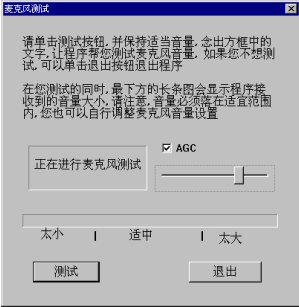 麦克风测试
请单击测试按钮, 并保持适当音量, 念出方框中的
文字, 让程序帮您测试麦克风音量, 如果您不想测
试, 可以单击退出按钮退出程序
在您测试的同时, 最下方的长条图会显示程序接
收到的音量大小, 请注意, 音量必须落在适宜范围
内, 您也可以自行调整麦克风音量设置
正在进行麦克风测试
AGC
太小
适中
太大
测试
退出